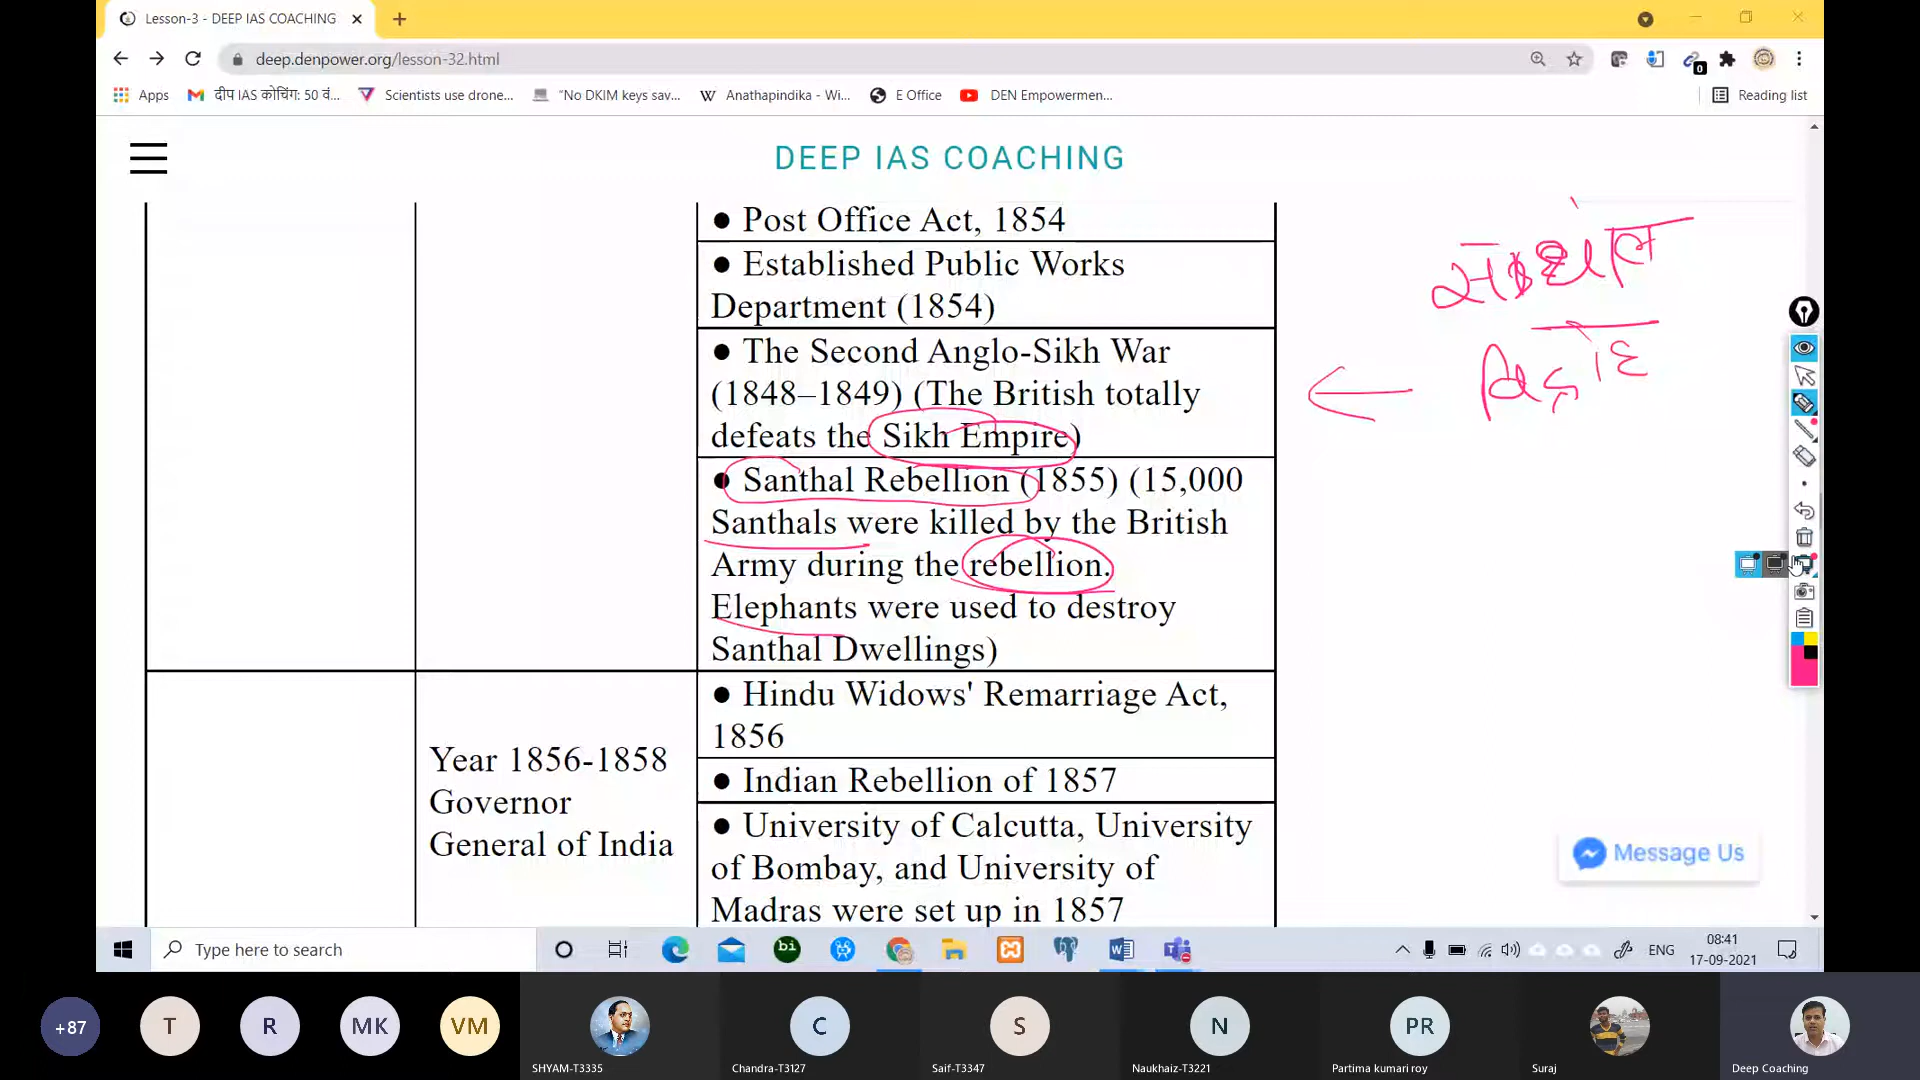 Lesson-3 - DEEP IAS COACHING
deep.denpower.org/lesson-32.html
0
Apps
दीप IAS कोचिंग: 50 वं...
Scientists use drone...
"No DKIM keys sav...
W Anathapindika - Wi...
E Office
DEN Empowermen...
Reading list
DEEP IAS COACHING
● Post Office Act, 1854
● Established Public Works
Department (1854)
● The Second Anglo-Sikh War
(1848–1849) (The British totally
defeats the Sikh Empire)
● Santhal Rebellion (1855) (15,000
Santhals were killed by the British
Army during the rebellion.
Elephants were used to destroy
Santhal Dwellings)
● Hindu Widows' Remarriage Act,
1856
Year 1856-1858
Governor
General of India
● Indian Rebellion of 1857
● University of Calcutta, University
of Bombay, and University of
Madras were set up in 1857
Message Us
Type here to search
bi
ENG
08:41
17-09-2021
+87
T
R
MK
VM
C
S
N
PR
SHYAM-T3335
Chandra-T3127
Saif-T3347
Naukhaiz-T3221
Partima kumari roy
Suraj
Deep Coaching